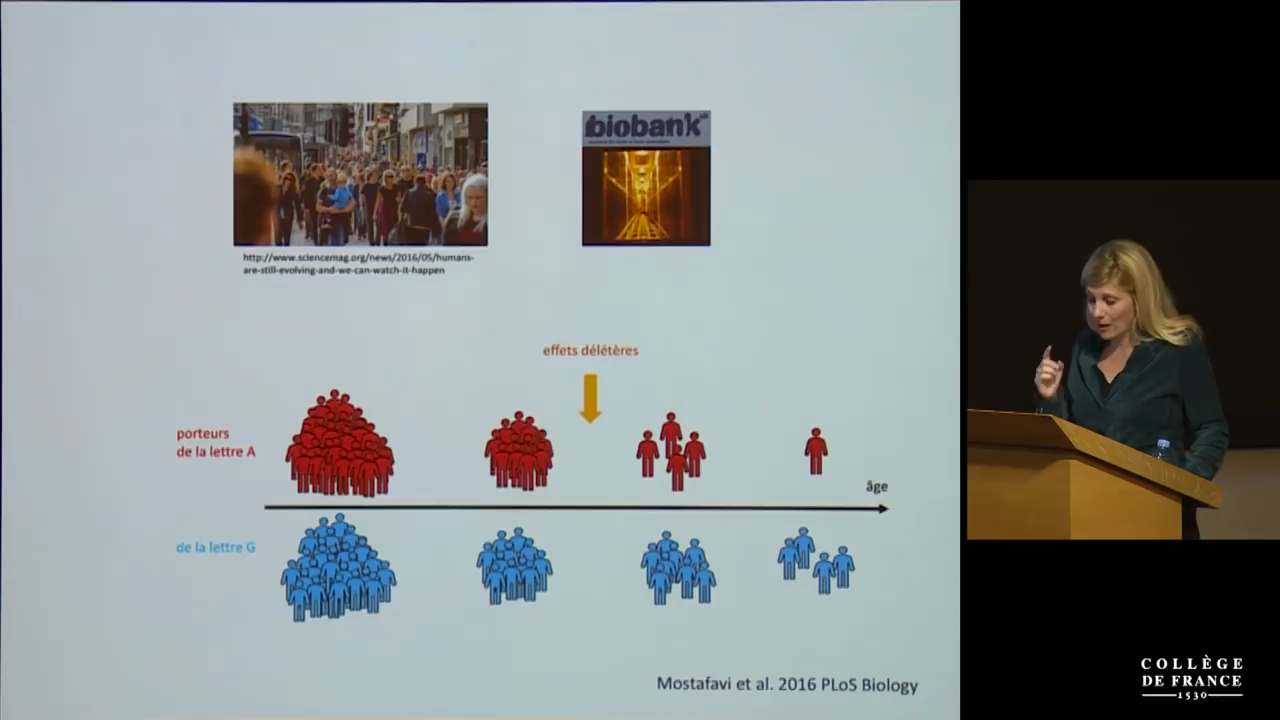 biobank
http://www.sciencemag.org/news/2016/05/humans-
are-still-evolving-and-we-can-watch-it-happen
effets délétères
porteurs
de la lettre A
âge
de la lettre G
Mostafavi et al. 2016 PLoS Biology
COLLÈGE
DE FRANCE
1530